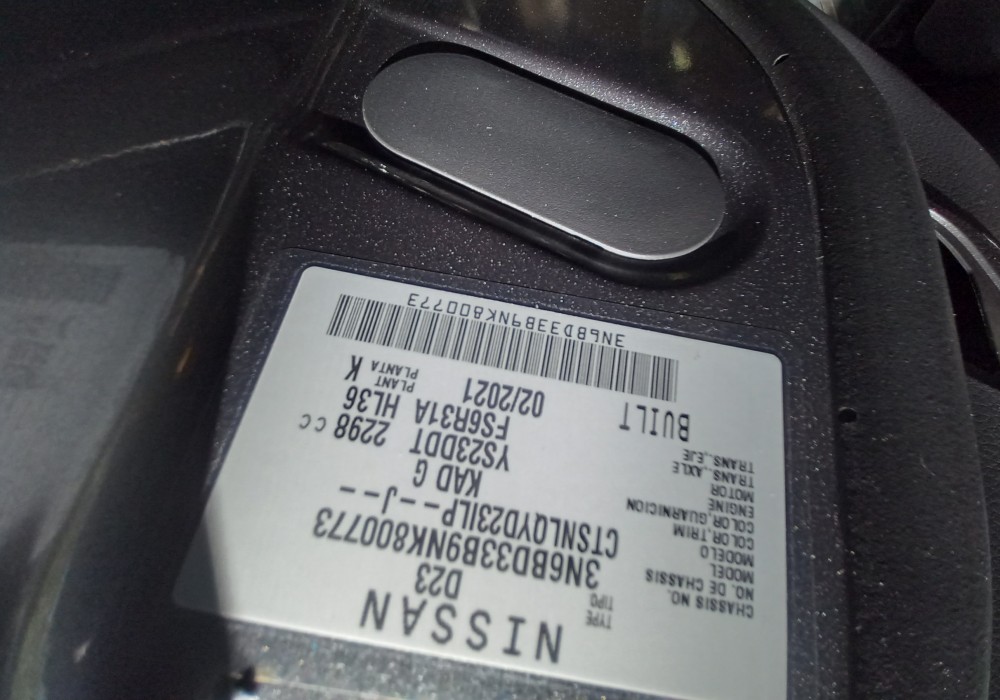 NISSAN
TYPE
TIPO D23
CHASSIS NO.
NO. DE CHASSIS 3N6BD33B9NK800773
MODEL
MODELO CTSNLQYD23ILP--J--
COLOR,TRIM
COLOR,GUARNICION KAD G
ENGINE
MOTOR YS23DDT 2298 CC
TRANS.,AXLE
TRANS.,EJE FS6R31A HL36
BUILT 02/2021 PLANT
PLANTA K
3N6BD33B9NK800773